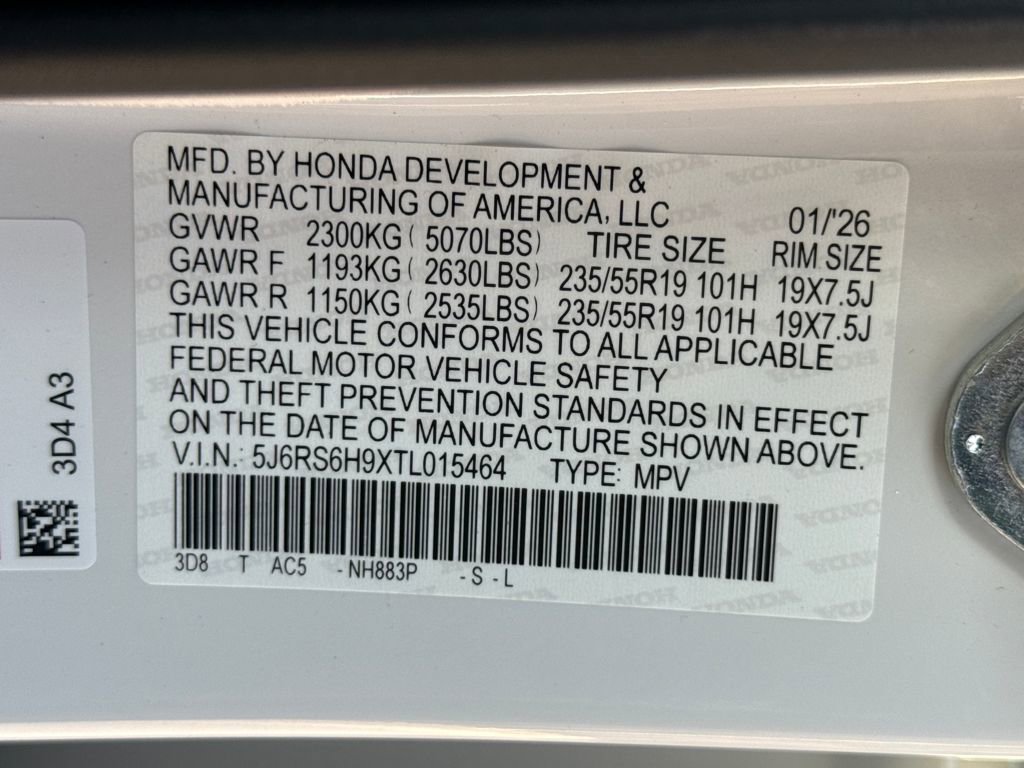 MFD. BY HONDA DEVELOPMENT &
MANUFACTURING OF AMERICA, LLC 01/'26
GVWR 2300KG ( 5070LBS) TIRE SIZE RIM SIZE
GAWR F 1193KG ( 2630LBS) 235/55R19 101H 19X7.5J
GAWR R 1150KG ( 2535LBS) 235/55R19 101H 19X7.5J
THIS VEHICLE CONFORMS TO ALL APPLICABLE
FEDERAL MOTOR VEHICLE SAFETY
AND THEFT PREVENTION STANDARDS IN EFFECT
ON THE DATE OF MANUFACTURE SHOWN ABOVE.
V.I.N.: 5J6RS6H9XTL015464 TYPE: MPV
3D8 T AC5 - NH883P - S - L
3D4 A3